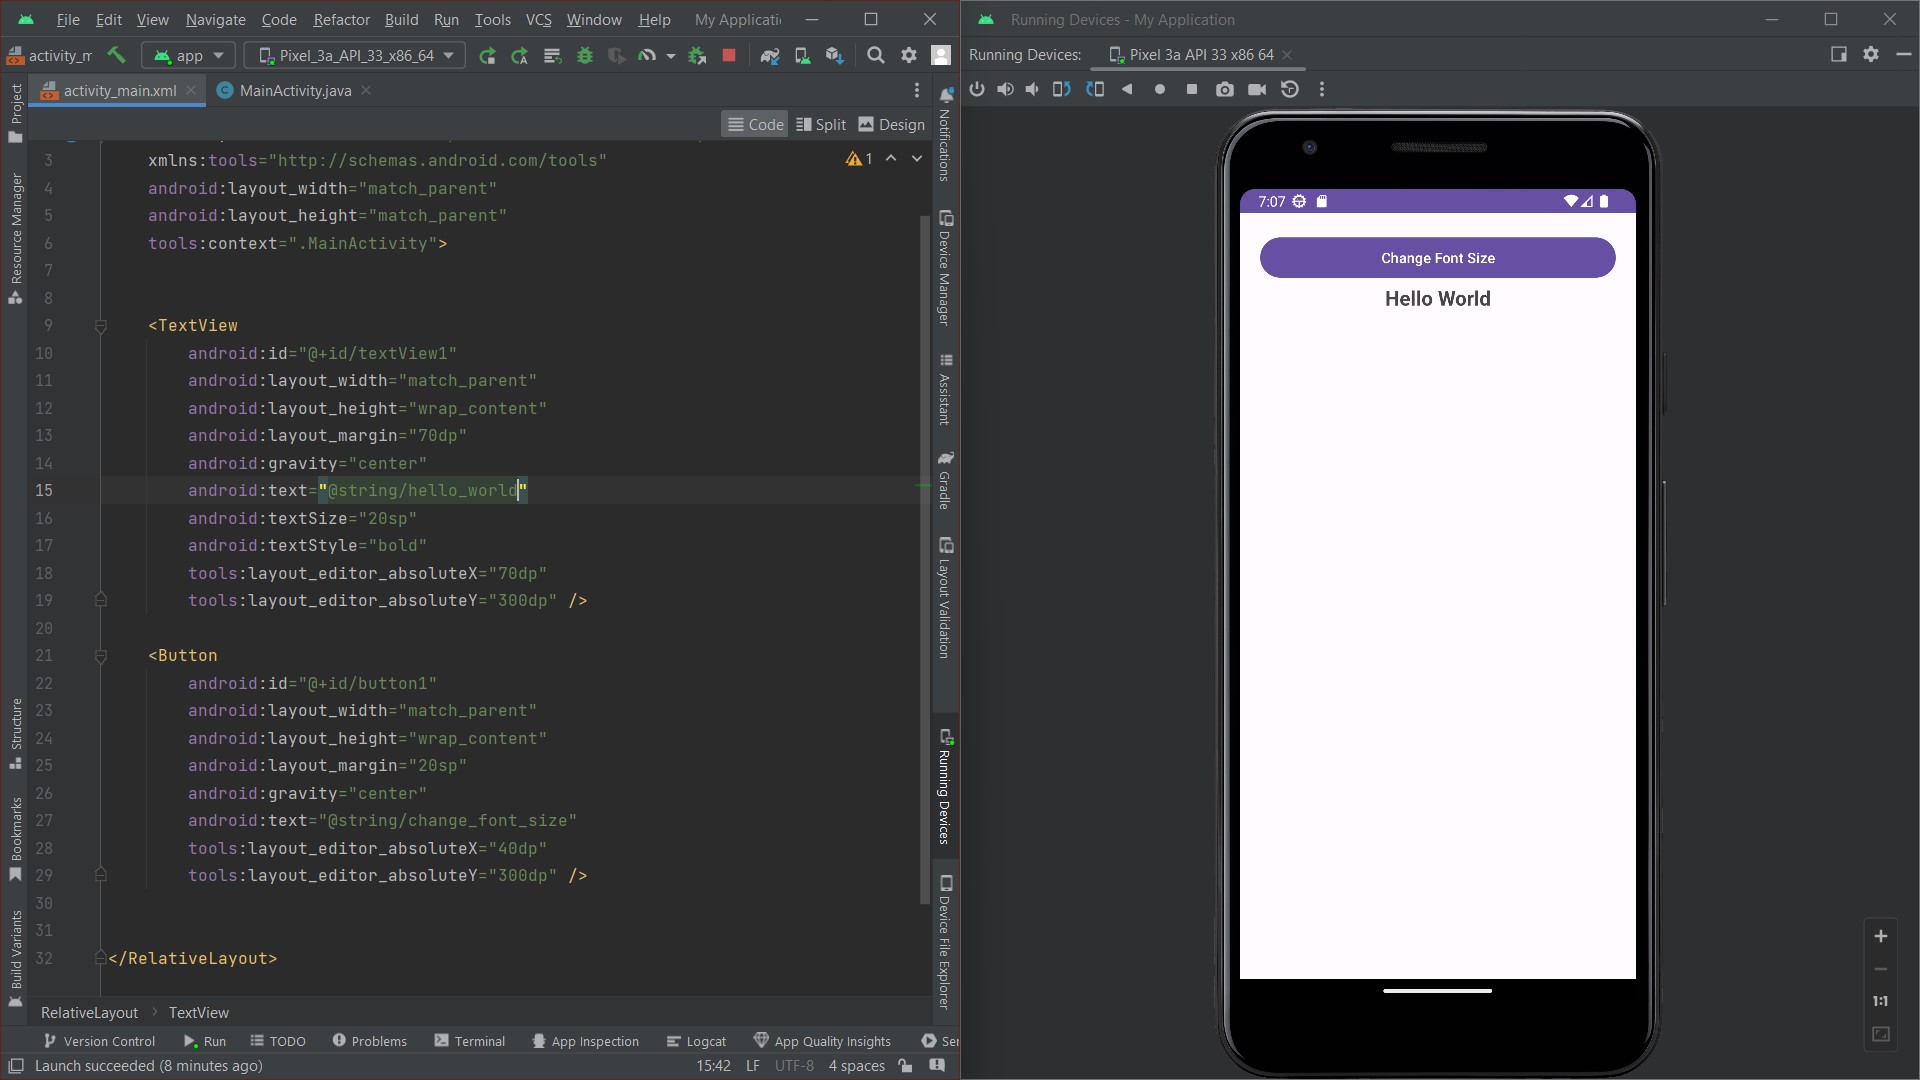 File Edit View Navigate Code Refactor Build Run Tools VCS Window Help My Applicati
activity_m app Pixel_3a_API_33_x86_64
activity_main.xml MainActivity.java
Code Split Design
3 xmlns:tools="http://schemas.android.com/tools" 1
4 android:layout_width="match_parent"
5 android:layout_height="match_parent"
6 tools:context=".MainActivity">
7
8
9 <TextView
10 android:id="@+id/textView1"
11 android:layout_width="match_parent"
12 android:layout_height="wrap_content"
13 android:layout_margin="70dp"
14 android:gravity="center"
15 android:text="@string/hello_world"
16 android:textSize="20sp"
17 android:textStyle="bold"
18 tools:layout_editor_absoluteX="70dp"
19 tools:layout_editor_absoluteY="300dp" />
20
21 <Button
22 android:id="@+id/button1"
23 android:layout_width="match_parent"
24 android:layout_height="wrap_content"
25 android:layout_margin="20sp"
26 android:gravity="center"
27 android:text="@string/change_font_size"
28 tools:layout_editor_absoluteX="40dp"
29 tools:layout_editor_absoluteY="300dp" />
30
31
32 </RelativeLayout>
RelativeLayout TextView
Version Control Run TODO Problems Terminal App Inspection Logcat App Quality Insights Ser
Launch succeeded (8 minutes ago) 15:42 LF UTF-8 4 spaces
Project
Resource Manager
Structure
Bookmarks
Build Variants
Notifications
Device Manager
Assistant
Gradle
Layout Validation
Running Devices
Device File Explorer
Running Devices - My Application
Running Devices: Pixel 3a API 33 x86 64
7:07
Change Font Size
Hello World
1:1